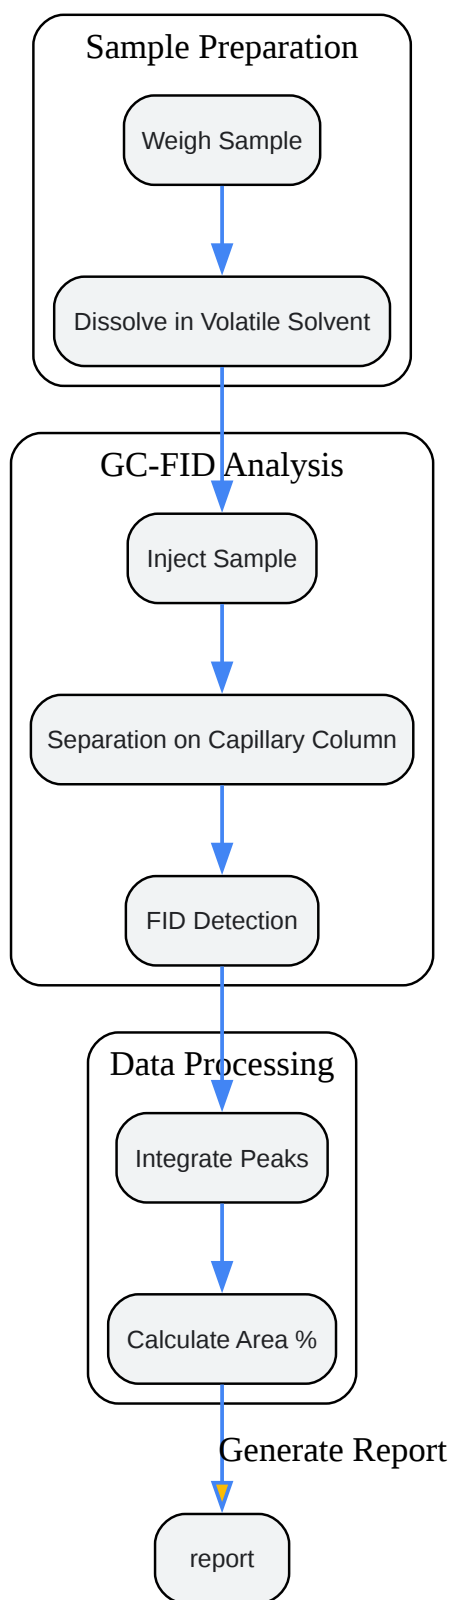 Sample Preparation
Weigh Sample
Dissolve in Volatile Solvent
GC-FID Analysis
Inject Sample
Separation on Capillary Column
FID Detection
Data Processing
Integrate Peaks
Calculate Area %
Generate Report
report